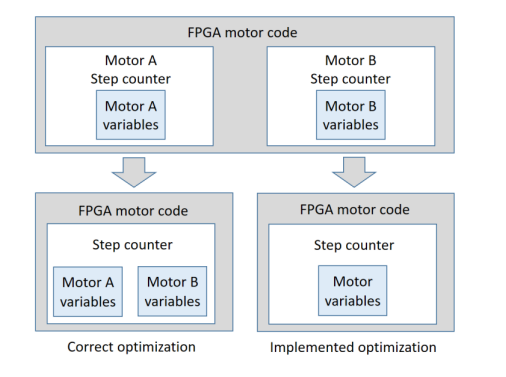 FPGA motor code
Motor A
Step counter
Motor A
variables
Motor B
Step counter
Motor B
variables
FPGA motor code
Step counter
Motor A
variables
Motor B
variables
Correct optimization
FPGA motor code
Step counter
Motor
variables
Implemented optimization